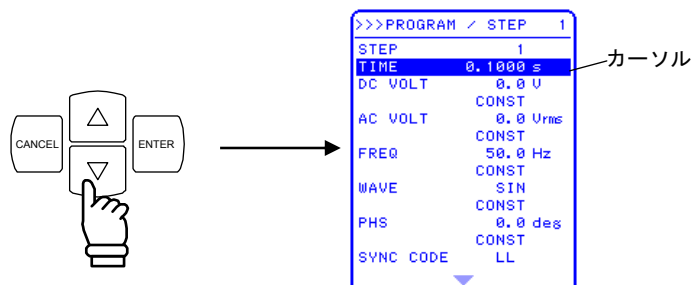 CANCEL
ENTER
>>>PROGRAM / STEP 1
STEP 1
TIME 0.1000 s
DC VOLT 0.0 V
CONST
AC VOLT 0.0 Vrms
CONST
FREQ 50.0 Hz
CONST
WAVE SIN
CONST
PHS 0.0 deg
CONST
SYNC CODE LL
カーソル